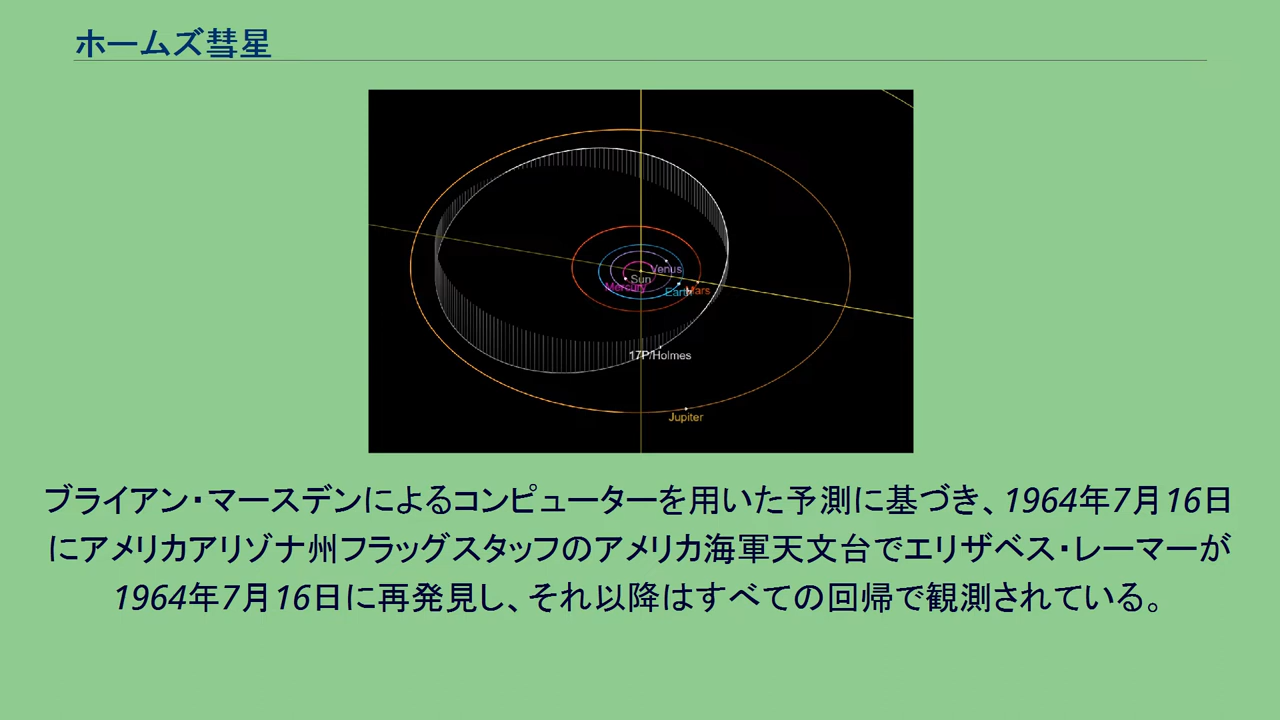 ホームズ彗星
Venus
Sun
Mercury
Earth
Mars
17P/Holmes
Jupiter
ブライアン・マースデンによるコンピューターを用いた予測に基づき、1964年7月16日
にアメリカアリゾナ州フラッグスタッフのアメリカ海軍天文台でエリザベス・レーマーが
1964年7月16日に再発見し、それ以降はすべての回帰で観測されている。